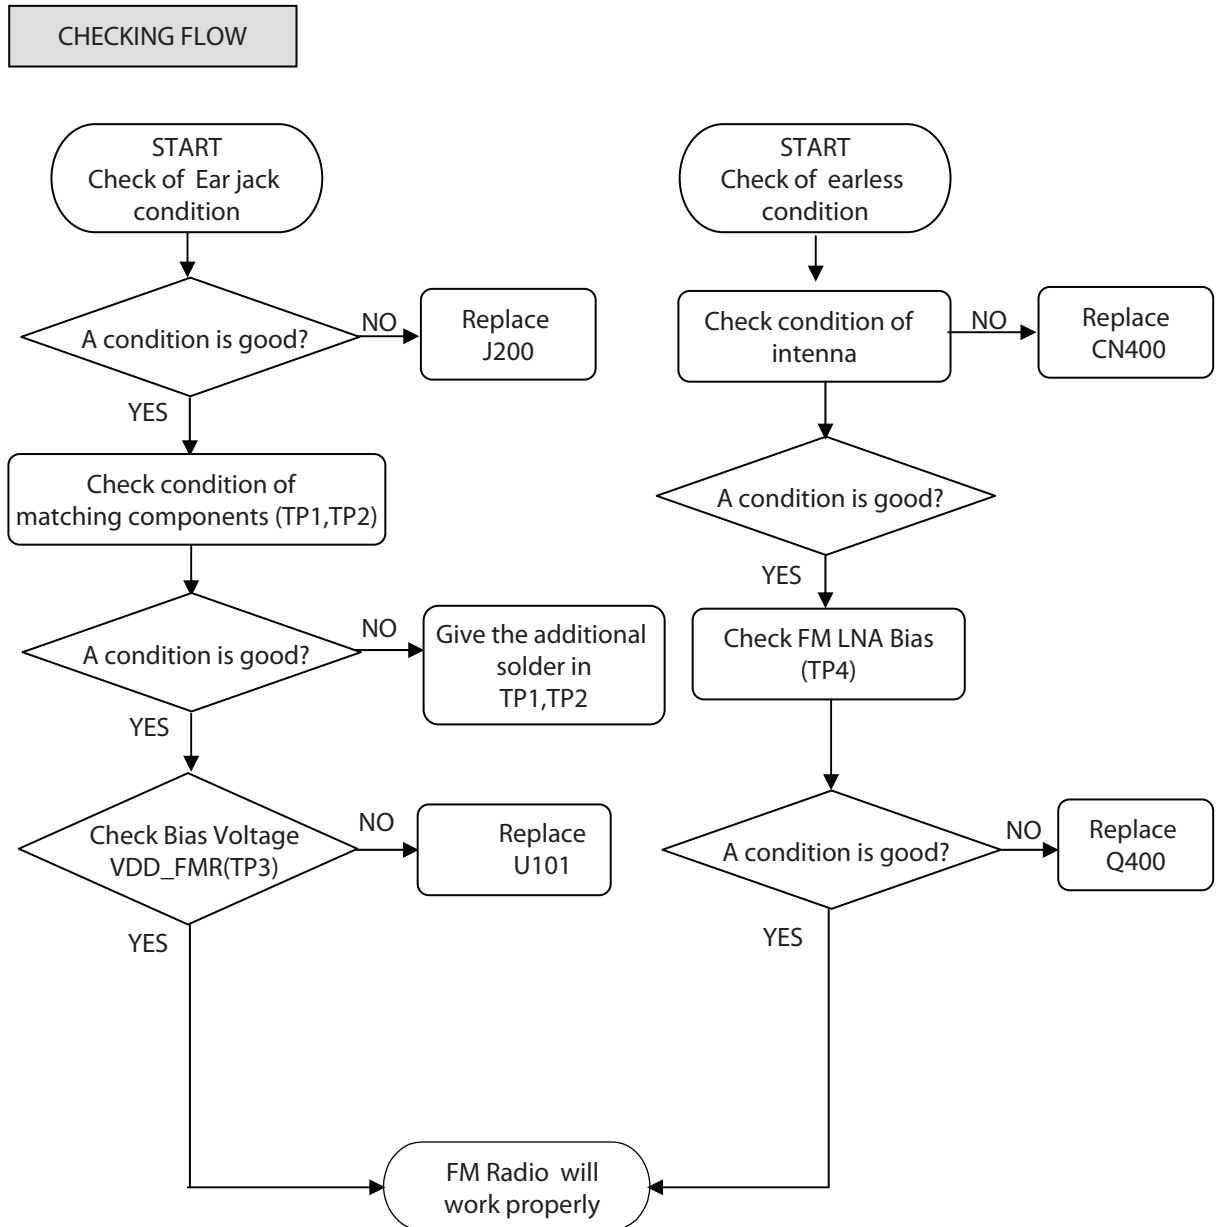 CHECKING FLOW
START
Check of Ear jack
condition
A condition is good?
NO
Replace
J200
YES
Check condition of
matching components (TP1,TP2)
A condition is good?
NO
Give the additional
solder in
TP1,TP2
YES
Check Bias Voltage
VDD_FMR(TP3)
NO
Replace
U101
YES
START
Check of earless
condition
Check condition of
intenna
NO
Replace
CN400
A condition is good?
YES
Check FM LNA Bias
(TP4)
A condition is good?
NO
Replace
Q400
YES
FM Radio will
work properly